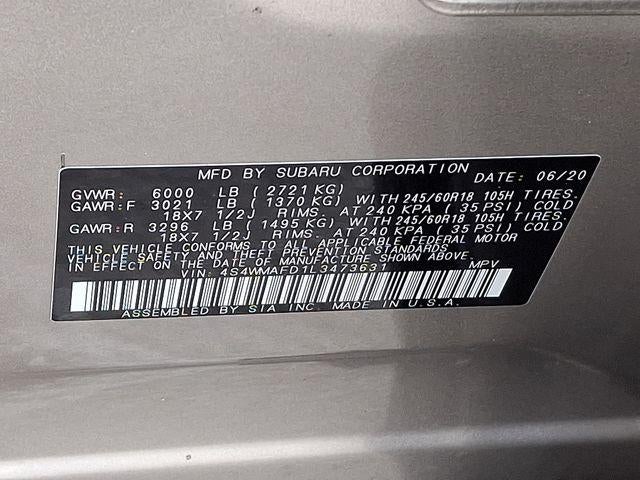 MFD BY SUBARU CORPORATION DATE: 06/20
GVWR: 6000 LB (2721 KG)
GAWR:F 3021 LB (1370 KG) WITH 245/60R18 105H TIRES.
18X7 1/2J RIMS. AT 240 KPA (35 PSI) COLD
GAWR:R 3296 LB (1495 KG) WITH 245/60R18 105H TIRES.
18X7 1/2J RIMS. AT 240 KPA (35 PSI) COLD
THIS VEHICLE CONFORMS TO ALL APPLICABLE FEDERAL MOTOR
VEHICLE SAFETY AND THEFT PREVENTION STANDARDS
IN EFFECT ON THE DATE OF MANUFACTURE SHOWN ABOVE.
VIN: 4S4WMAFD1L3473631 MPV
ASSEMBLED BY SIA INC. MADE IN U.S.A.